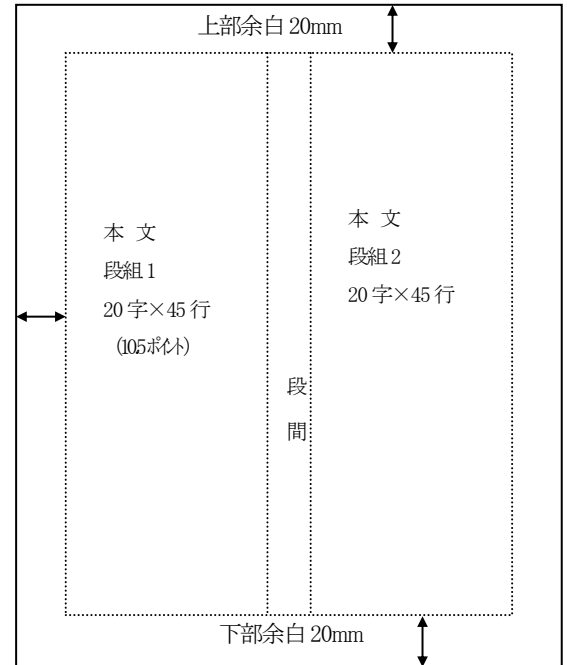 上部余白 20mm
本 文
段組 1
20 字×45 行
(10.5ポイント)
段
間
本 文
段組 2
20 字×45 行
下部余白 20mm